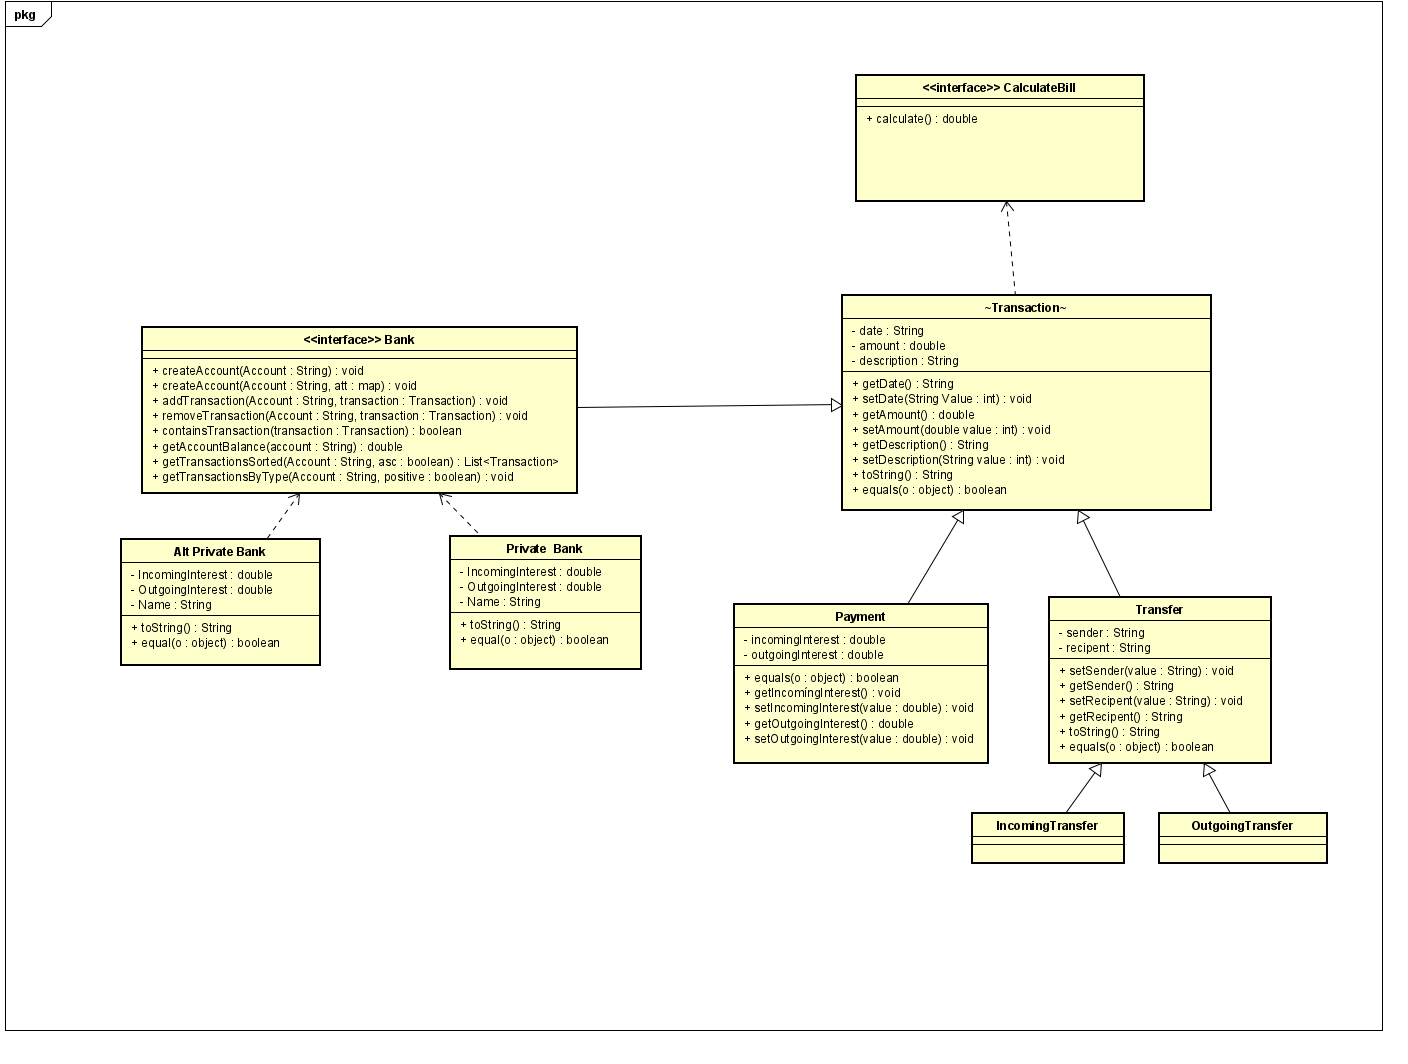 pkg
<<interface>> CalculateBill
+ calculate() : double
~Transaction~
- date : String
- amount : double
- description : String
+ getDate() : String
+ setDate(String Value : int) : void
+ getAmount() : double
+ setAmount(double value : int) : void
+ getDescription() : String
+ setDescription(String value : int) : void
+ toString() : String
+ equals(o : object) : boolean
<<interface>> Bank
+ createAccount(Account : String) : void
+ createAccount(Account : String, att : map) : void
+ addTransaction(Account : String, transaction : Transaction) : void
+ removeTransaction(Account : String, transaction : Transaction) : void
+ containsTransaction(transaction : Transaction) : boolean
+ getAccountBalance(account : String) : double
+ getTransactionsSorted(Account : String, asc : boolean) : List<Transaction>
+ getTransactionsByType(Account : String, positive : boolean) : void
Alt Private Bank
- IncomingInterest : double
- OutgoingInterest : double
- Name : String
+ toString() : String
+ equal(o : object) : boolean
Private Bank
- IncomingInterest : double
- OutgoingInterest : double
- Name : String
+ toString() : String
+ equal(o : object) : boolean
Payment
- incomingInterest : double
- outgoingInterest : double
+ equals(o : object) : boolean
+ getIncomingInterest() : void
+ setIncomingInterest(value : double) : void
+ getOutgoingInterest() : double
+ setOutgoingInterest(value : double) : void
Transfer
- sender : String
- recipent : String
+ setSender(value : String) : void
+ getSender() : String
+ setRecipent(value : String) : void
+ getRecipent() : String
+ toString() : String
+ equals(o : object) : boolean
IncomingTransfer
OutgoingTransfer